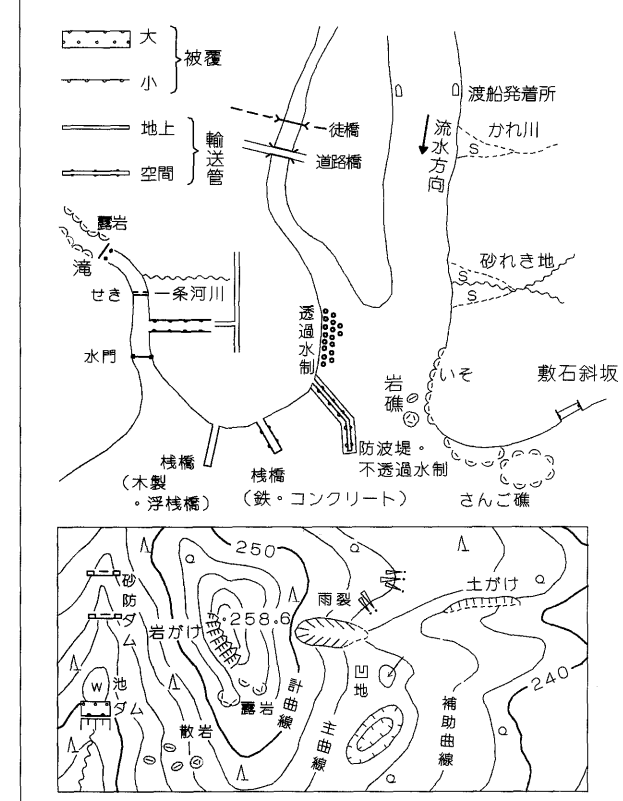 大
小
被覆
地上
空間
輸送管
徒橋
道路橋
渡船発着所
流水方向
かれ川
S
露岩
滝
せき
一条河川
水門
透過水制
砂れき地
S
S
岩礁
いそ
敷石斜坂
桟橋
(木製
・浮桟橋)
桟橋
(鉄・コンクリート)
防波堤・
不透過水制
さんご礁
250
砂防ダム
258.6
岩がけ
雨裂
土がけ
W
池
ダム
散岩
露岩
計曲線
主曲線
凹地
補助曲線
240